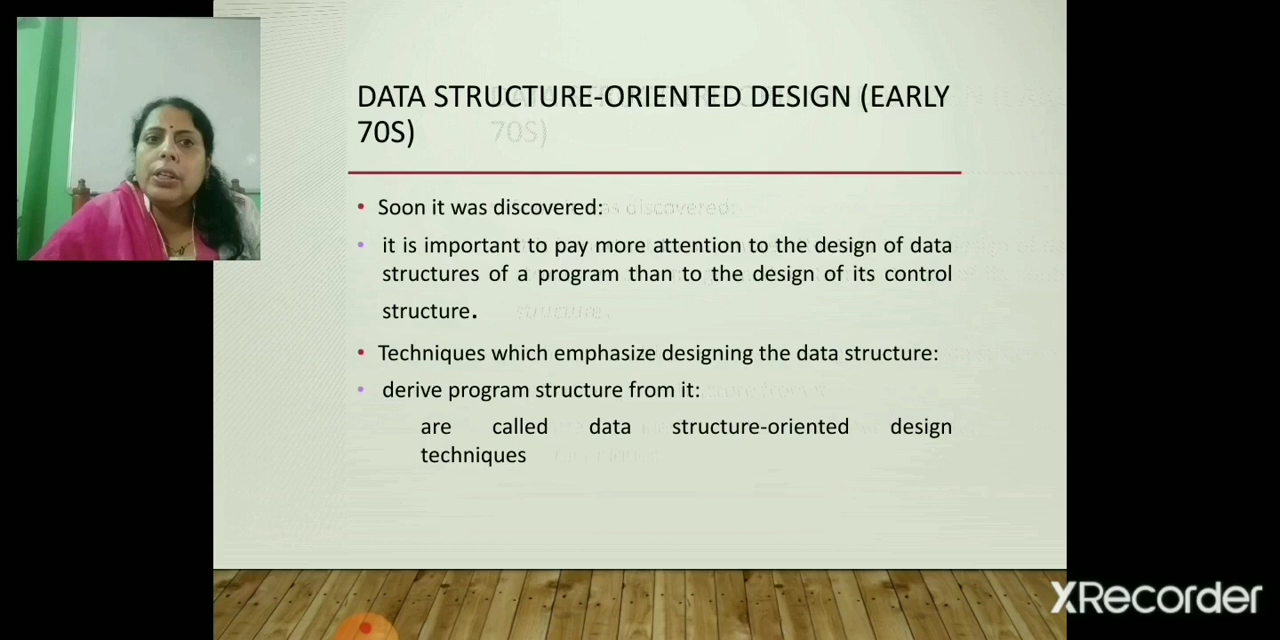 DATA STRUCTURE-ORIENTED DESIGN (EARLY
70S)
• Soon it was discovered:
• it is important to pay more attention to the design of data
structures of a program than to the design of its control
structure.
• Techniques which emphasize designing the data structure:
• derive program structure from it:
are called data structure-oriented design
techniques
XRecorder